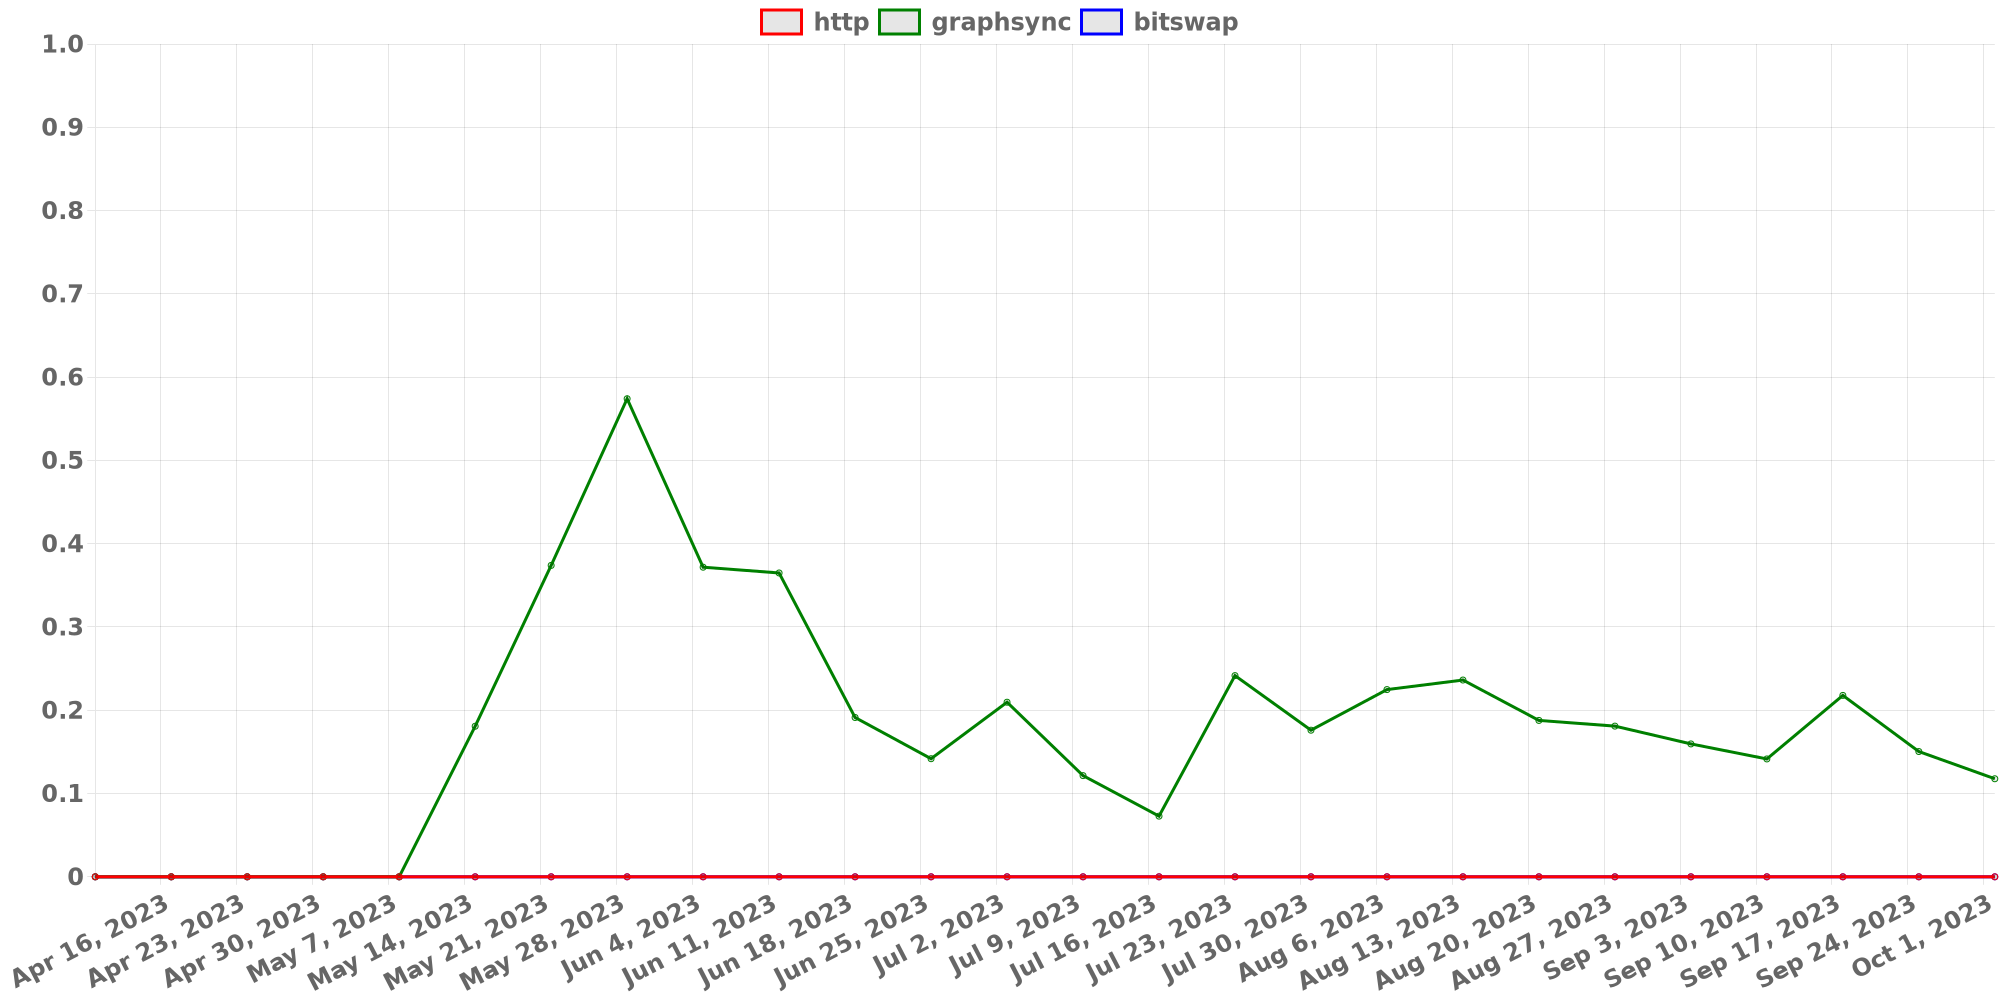 http graphsync bitswap
1.0
0.9
0.8
0.7
0.6
0.5
0.4
0.3
0.2
0.1
0
Apr 16, 2023
Apr 23, 2023
Apr 30, 2023
May 7, 2023
May 14, 2023
May 21, 2023
May 28, 2023
Jun 4, 2023
Jun 11, 2023
Jun 18, 2023
Jun 25, 2023
Jul 2, 2023
Jul 9, 2023
Jul 16, 2023
Jul 23, 2023
Jul 30, 2023
Aug 6, 2023
Aug 13, 2023
Aug 20, 2023
Aug 27, 2023
Sep 3, 2023
Sep 10, 2023
Sep 17, 2023
Sep 24, 2023
Oct 1, 2023